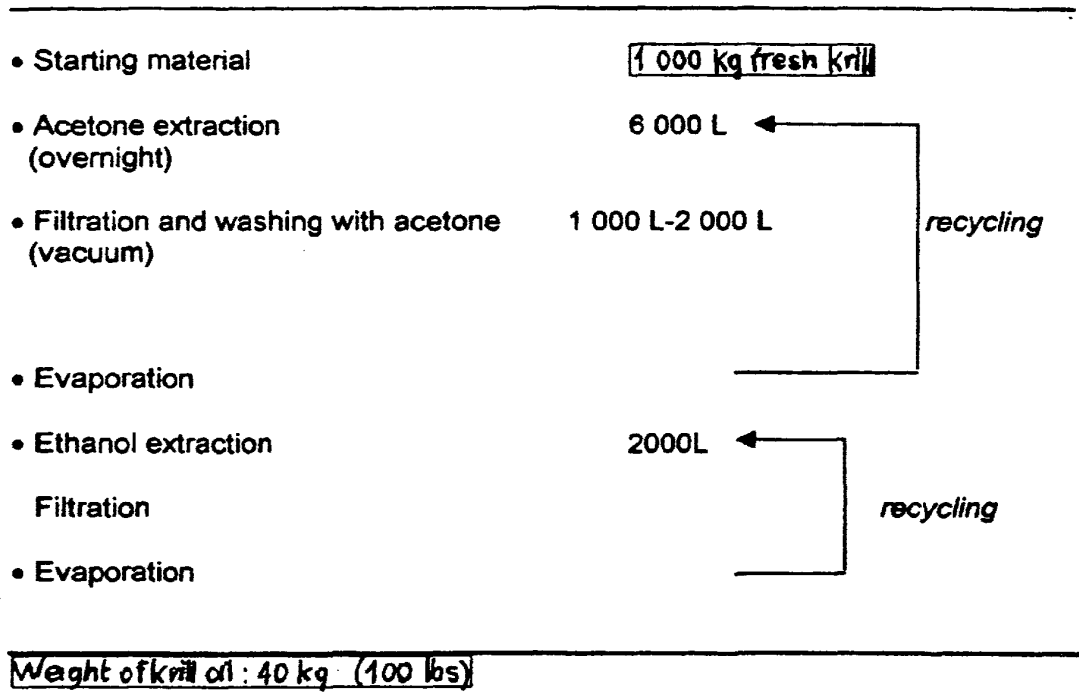 • Starting material 1 000 kg fresh krill
• Acetone extraction 6 000 L
(overnight)
• Filtration and washing with acetone 1 000 L-2 000 L recycling
(vacuum)
• Evaporation
• Ethanol extraction 2000L
Filtration recycling
• Evaporation
Weight of krill oil : 40 kg (100 lbs)